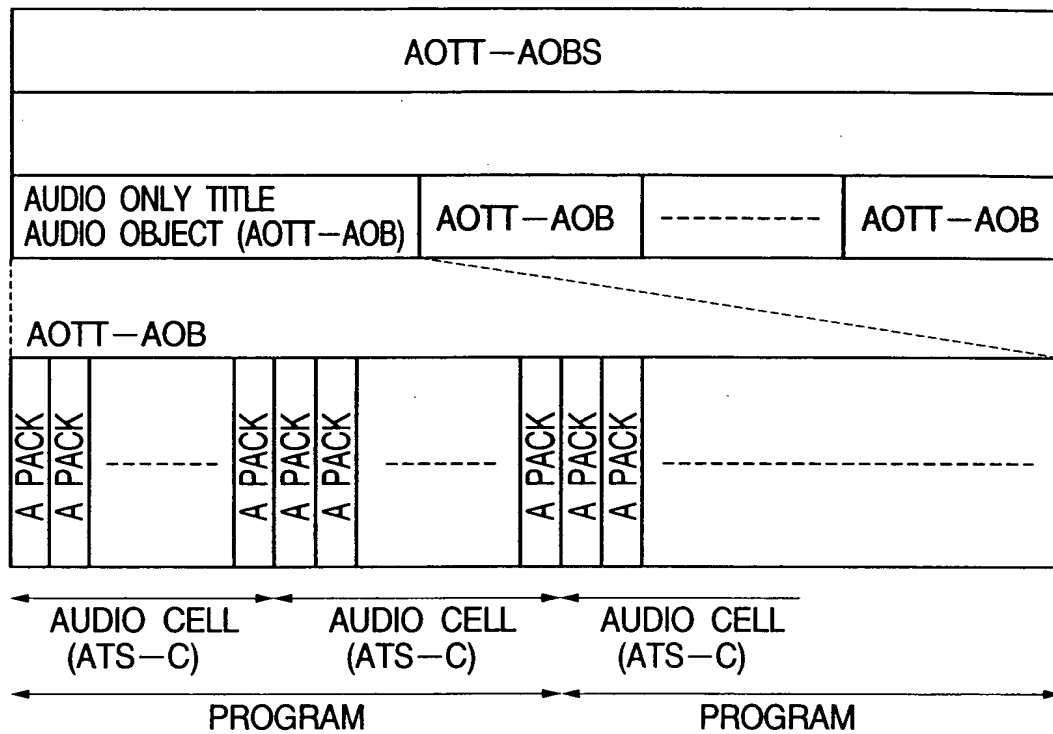 AOTT-AOBS
AUDIO ONLY TITLE
AUDIO OBJECT (AOTT-AOB)
AOTT-AOB
AOTT-AOB
AOTT-AOB
A PACK
A PACK
A PACK
A PACK
A PACK
A PACK
A PACK
A PACK
AUDIO CELL
(ATS-C)
AUDIO CELL
(ATS-C)
AUDIO CELL
(ATS-C)
PROGRAM
PROGRAM